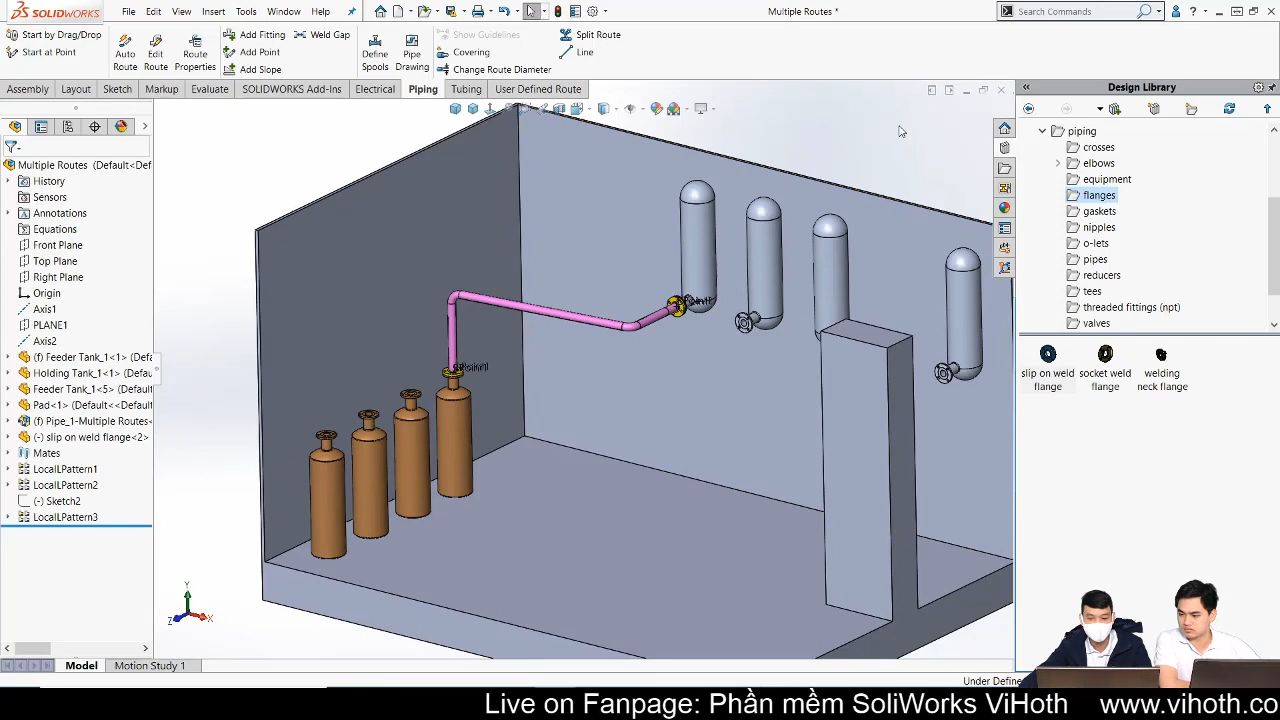 SOLIDWORKS File Edit View Insert Tools Window Help Multiple Routes * Search Commands
Start by Drag/Drop
Start at Point
Auto Route
Edit Route
Route Properties
Add Fitting Weld Gap
Add Point
Add Slope
Define Spools
Pipe Drawing
Show Guidelines
Covering
Change Route Diameter
Split Route
Line
Assembly Layout Sketch Markup Evaluate SOLIDWORKS Add-Ins Electrical Piping Tubing User Defined Route
Design Library
Multiple Routes (Default<Def
History
Sensors
Annotations
Equations
Front Plane
Top Plane
Right Plane
Origin
Axis1
PLANE1
Axis2
(f) Feeder Tank_1<1> (Defa
Holding Tank_1<1> (Defau
Feeder Tank_1<5> (Default
Pad<1> (Default<<Default
(f) Pipe_1-Multiple Routes<
(-) slip on weld flange<2>
Mates
LocalLPattern1
LocalLPattern2
(-) Sketch2
LocalLPattern3
piping
crosses
elbows
equipment
flanges
gaskets
nipples
o-lets
pipes
reducers
tees
threaded fittings (npt)
valves
slip on weld flange
socket weld flange
welding neck flange
Y
X
Z
Model Motion Study 1
Under Define
Live on Fanpage: Phần mềm SoliWorks ViHoth www.vihoth.co